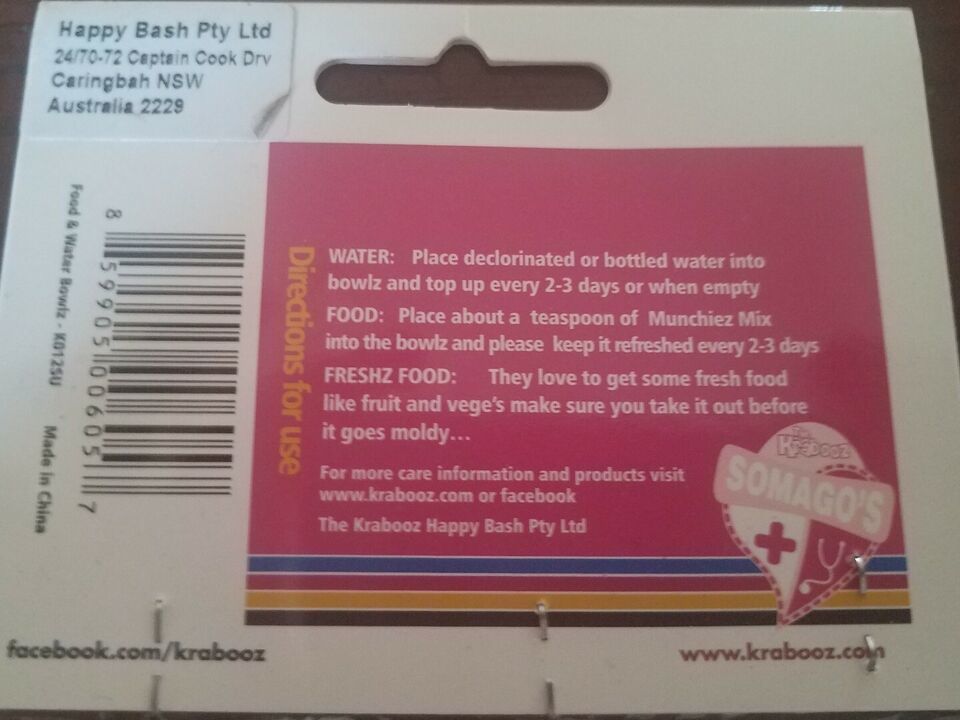 Happy Bash Pty Ltd
24/70-72 Captain Cook Drv
Caringbah NSW
Australia 2229
Food & Water Bowlz - K012SU Made in China
8 59905 00605 7
Directions for use
WATER: Place declorinated or bottled water into
bowlz and top up every 2-3 days or when empty
FOOD: Place about a teaspoon of Munchiez Mix
into the bowlz and please keep it refreshed every 2-3 days
FRESHZ FOOD: They love to get some fresh food
like fruit and vege's make sure you take it out before
it goes moldy...
For more care information and products visit
www.krabooz.com or facebook
The Krabooz Happy Bash Pty Ltd
The Krabooz
SOMAGO'S
facebook.com/krabooz
www.krabooz.com